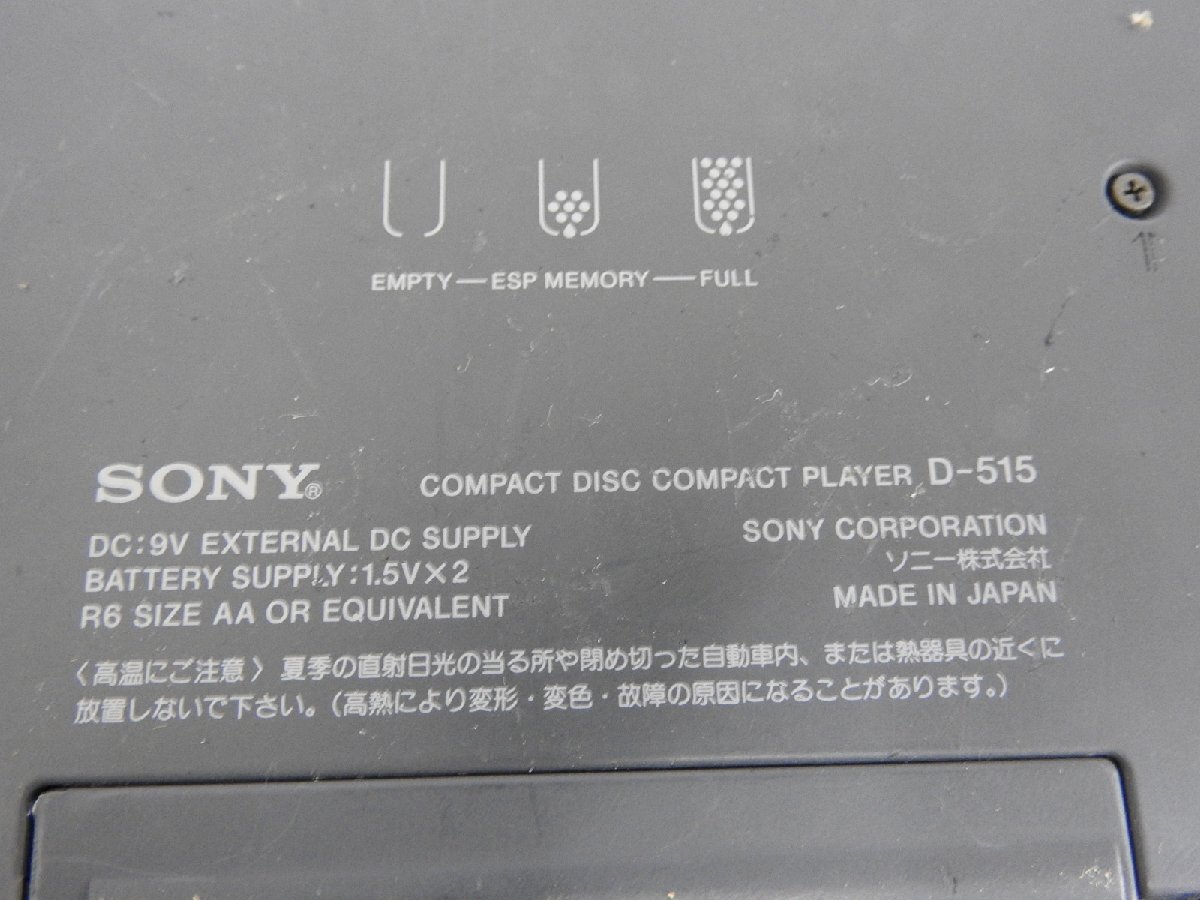 EMPTY — ESP MEMORY — FULL
SONY® COMPACT DISC COMPACT PLAYER D-515
DC:9V EXTERNAL DC SUPPLY SONY CORPORATION
ソニー株式会社
BATTERY SUPPLY:1.5V×2
R6 SIZE AA OR EQUIVALENT MADE IN JAPAN
〈高温にご注意〉夏季の直射日光の当る所や閉め切った自動車内、または熱器具の近くに
放置しないで下さい。(高熱により変形・変色・故障の原因になることがあります。)